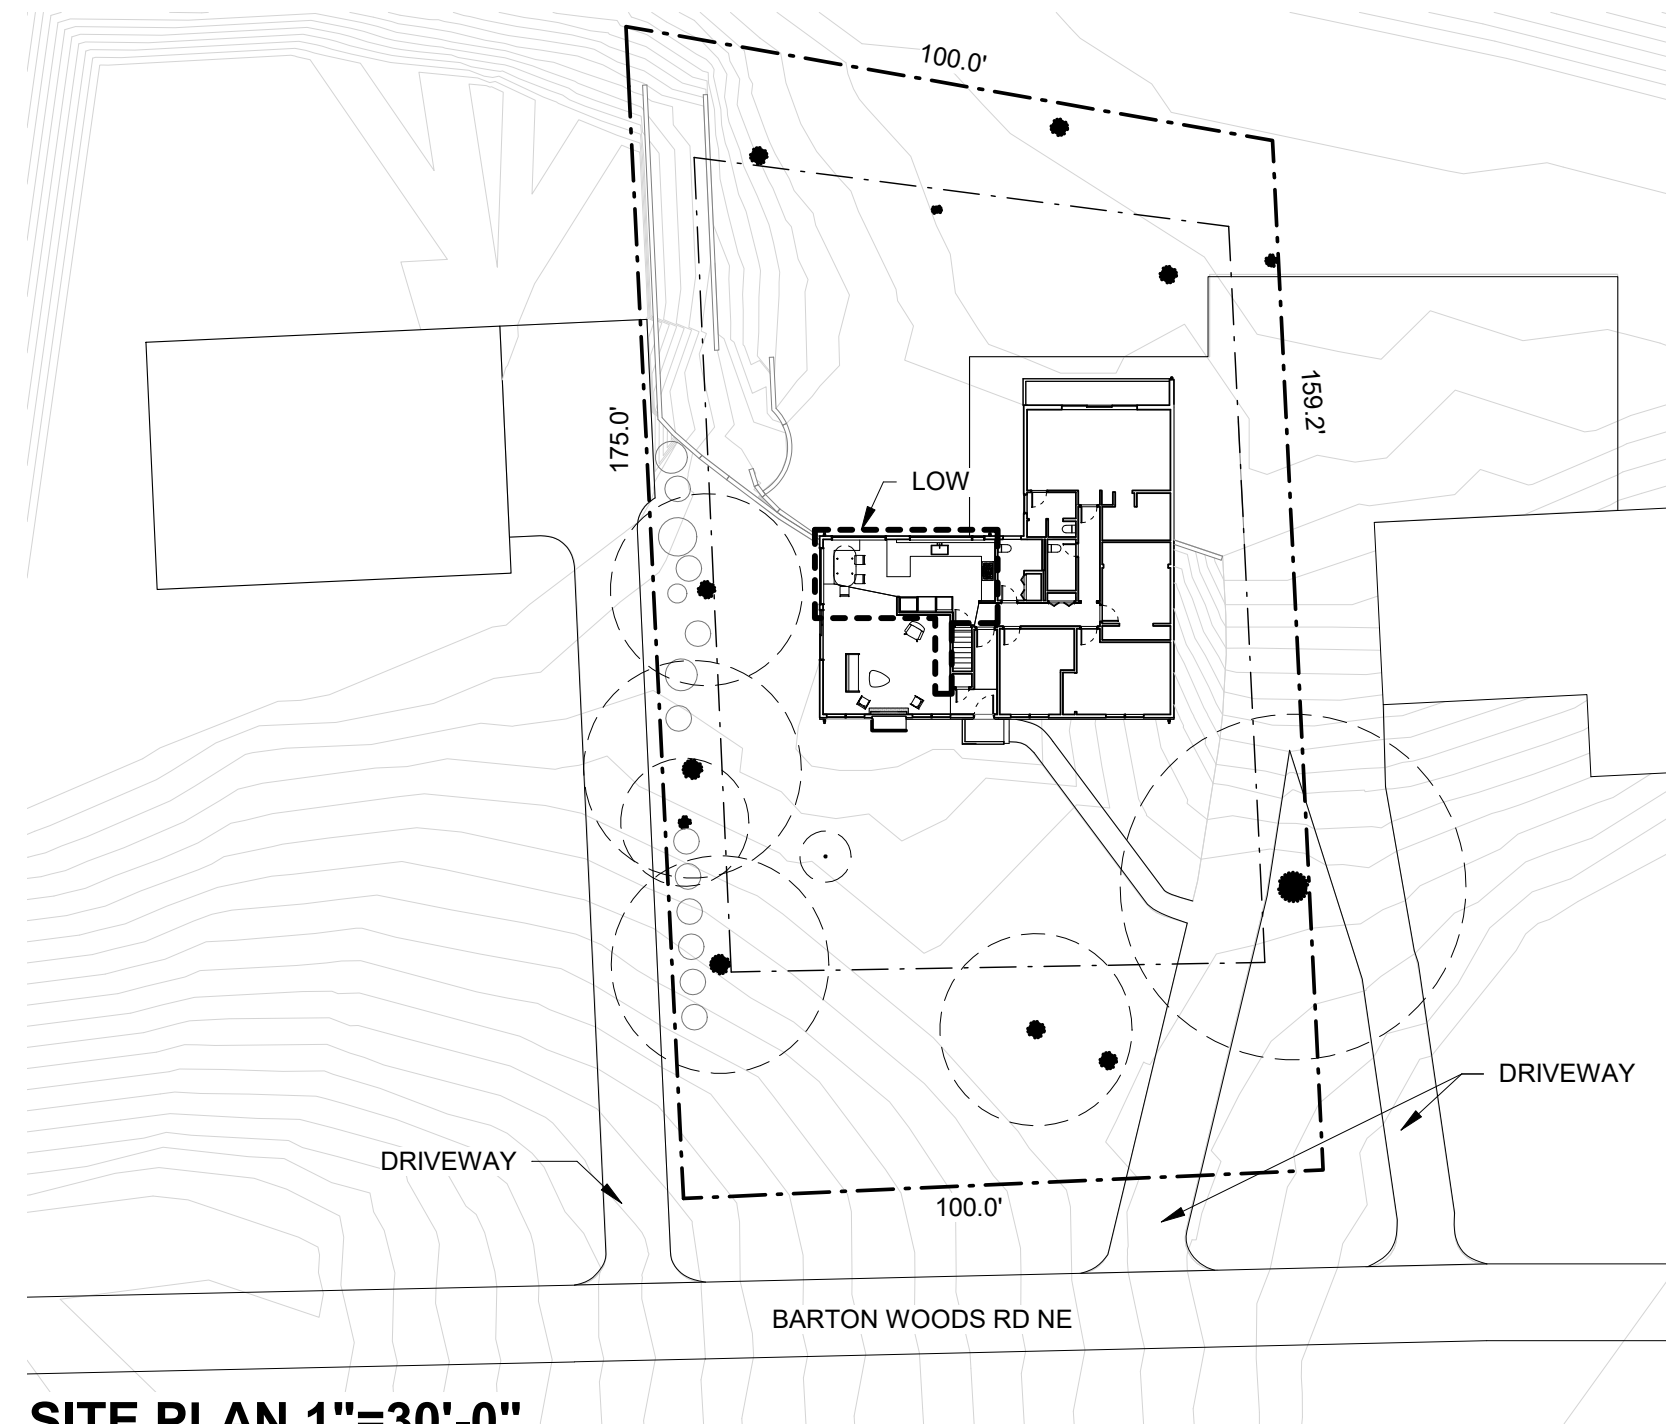 100.0'
159.2'
175.0'
LOW
DRIVEWAY
DRIVEWAY
100.0'
BARTON WOODS RD NE
SITE PLAN 1"=30'-0"